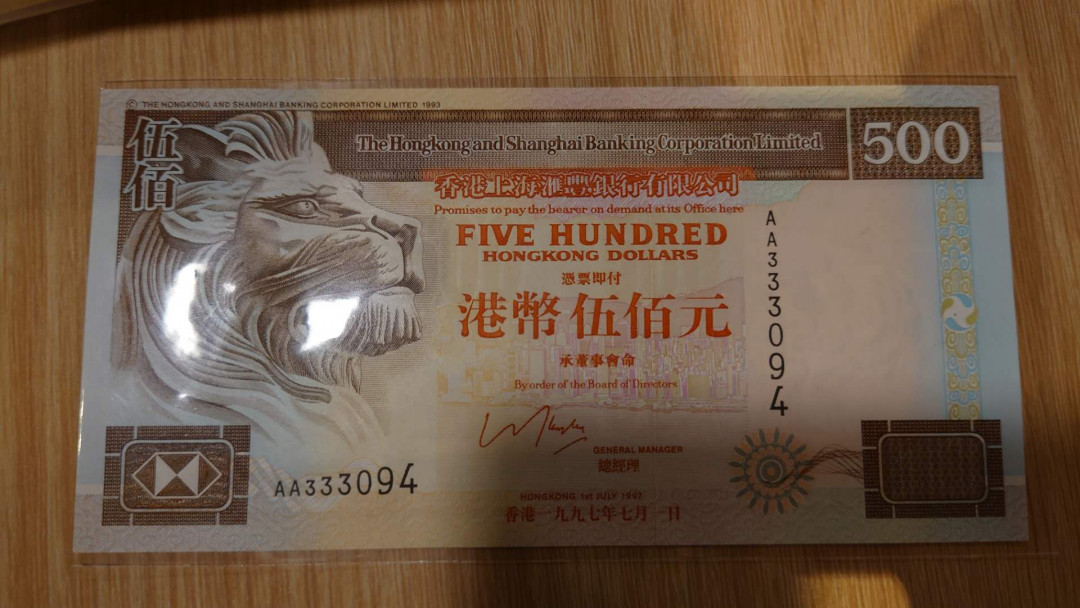 © THE HONGKONG AND SHANGHAI BANKING CORPORATION LIMITED 1993
伍佰
The Hongkong and Shanghai Banking Corporation Limited
500
香港上海滙豐銀行有限公司
Promises to pay the bearer on demand at its Office here
FIVE HUNDRED
HONGKONG DOLLARS
憑票即付
港幣伍佰元
承董事會命
By order of the Board of Directors
AA333094
GENERAL MANAGER
總經理
AA333094
HONGKONG, 1st JULY 1997
香港一九九七年七月一日